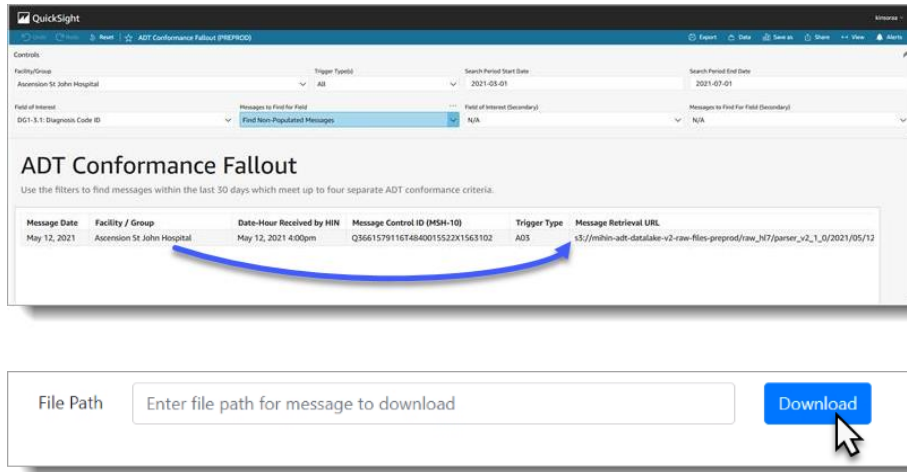 QuickSight
kinsoraa
Undo Redo Reset ADT Conformance Fallout (PREPROD) Export Data Save as Share View Alerts
Controls
Facility/Group Trigger Type(s) Search Period Start Date Search Period End Date
Ascension St John Hospital All 2021-03-01 2021-07-01
Field of Interest Messages to Find for Field Field of Interest (Secondary) Messages to Find For Field (Secondary)
DG1-3.1: Diagnosis Code ID Find Non-Populated Messages N/A N/A
ADT Conformance Fallout
Use the filters to find messages within the last 30 days which meet up to four separate ADT conformance criteria.
Message Date Facility / Group Date-Hour Received by HIN Message Control ID (MSH-10) Trigger Type Message Retrieval URL
May 12, 2021 Ascension St John Hospital May 12, 2021 4:00pm Q3661579116T4840015522X1563102 A03 s3://mihin-adt-datalake-v2-raw-files-preprod/raw_hl7/parser_v2_1_0/2021/05/12
File Path Enter file path for message to download Download